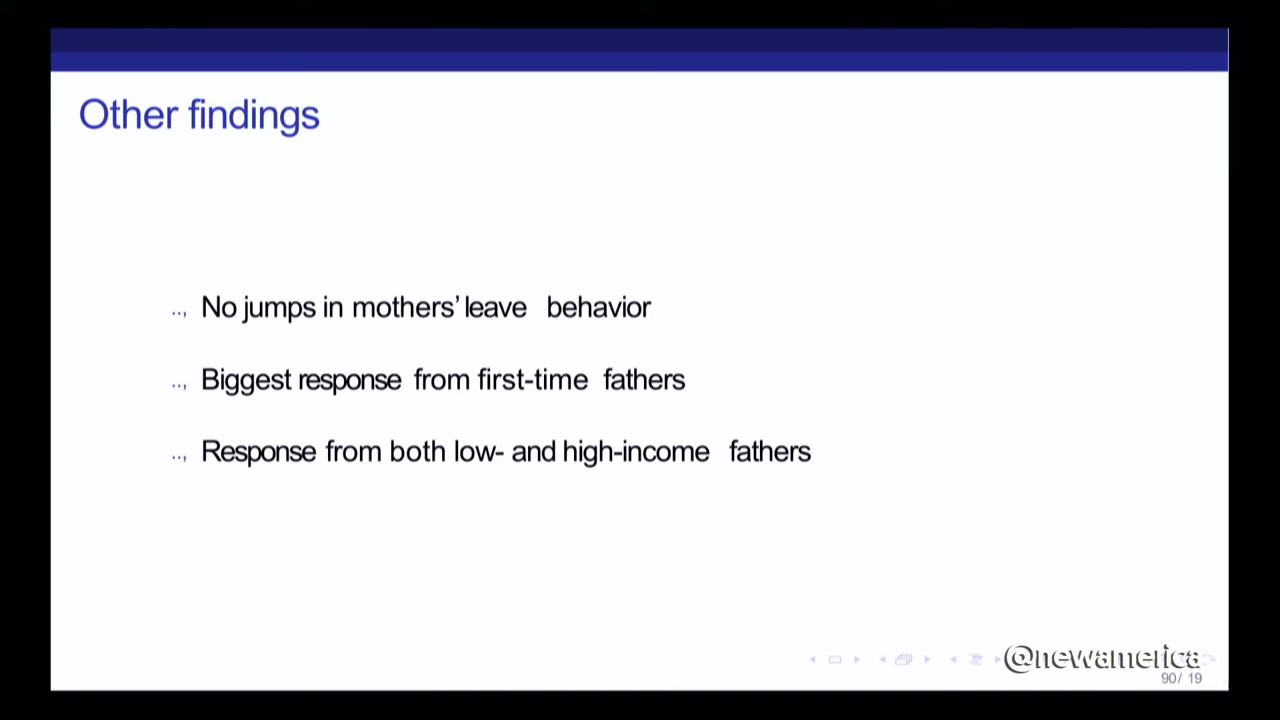 Other findings
.., No jumps in mothers' leave behavior
.., Biggest response from first-time fathers
.., Response from both low- and high-income fathers
@newamerica
90/ 19